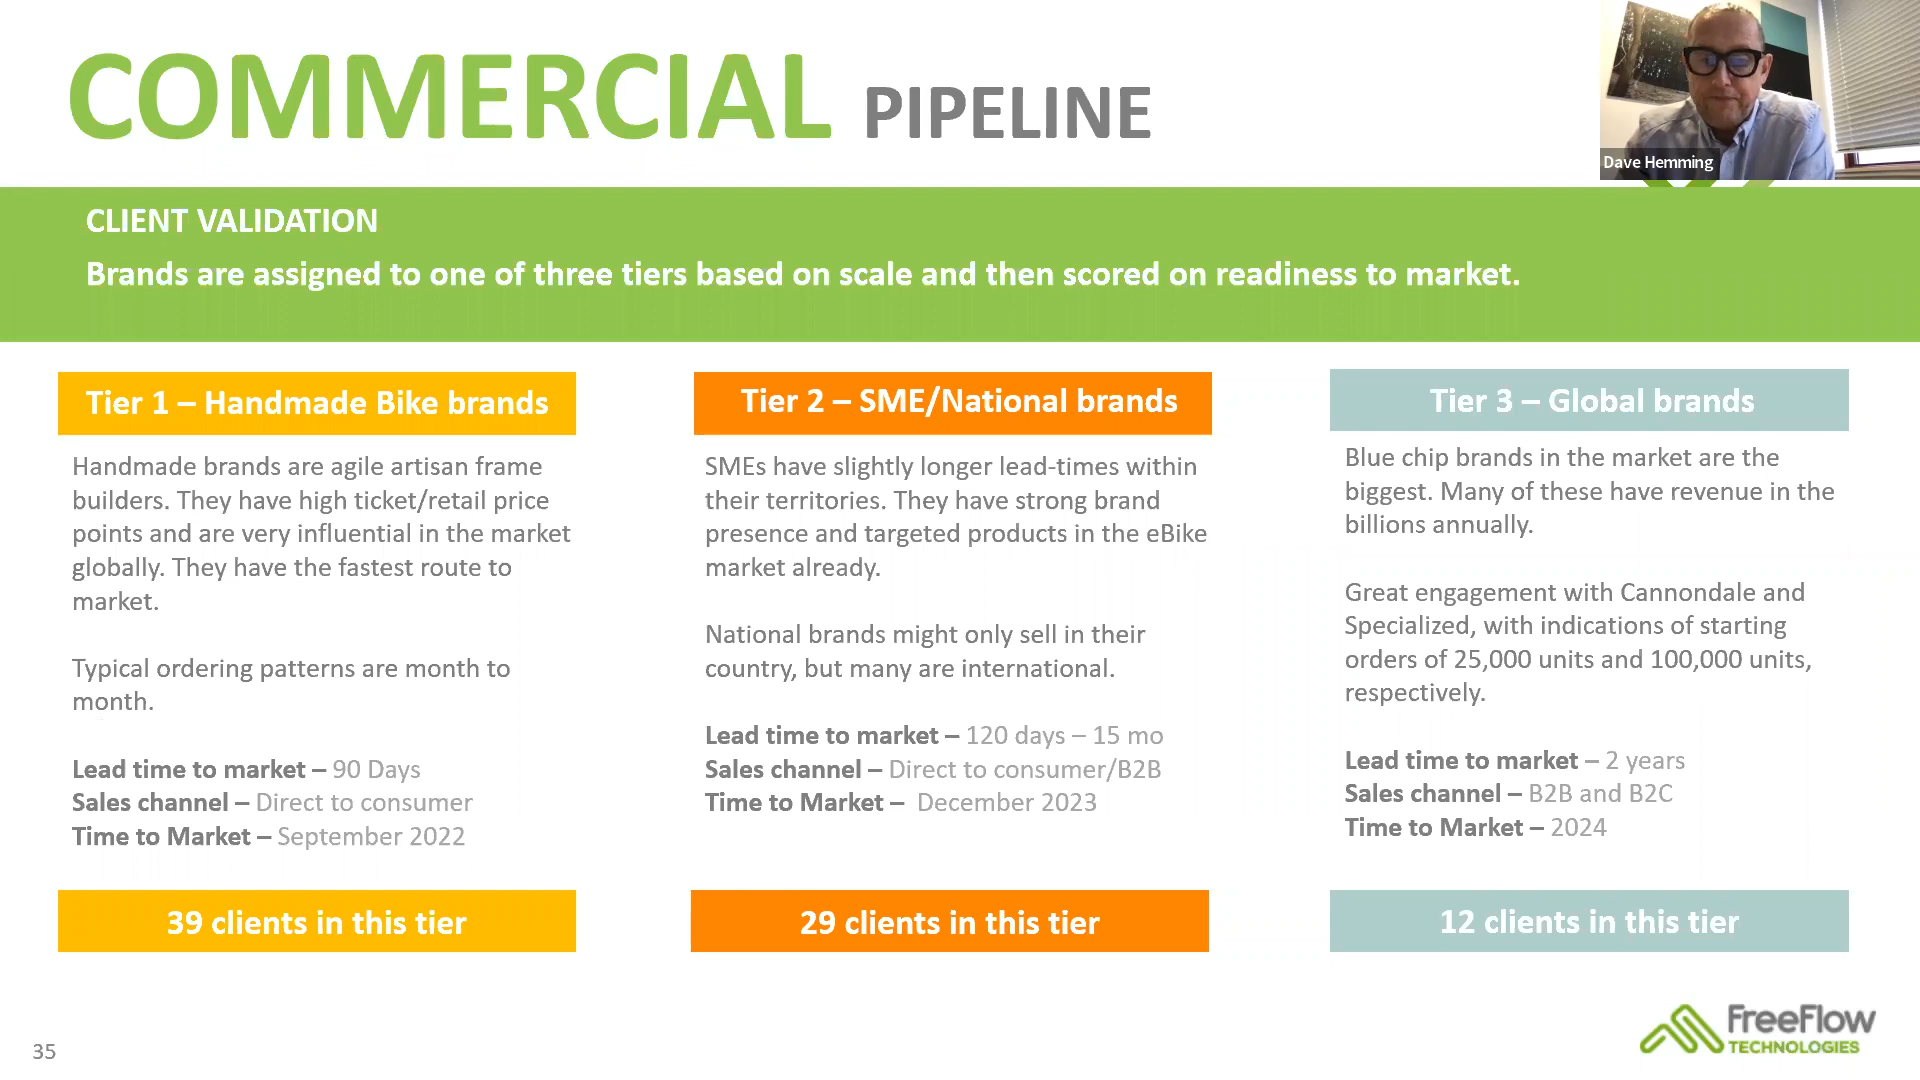 COMMERCIAL PIPELINE
Dave Hemming
CLIENT VALIDATION
Brands are assigned to one of three tiers based on scale and then scored on readiness to market.
Tier 1 – Handmade Bike brands
Handmade brands are agile artisan frame
builders. They have high ticket/retail price
points and are very influential in the market
globally. They have the fastest route to
market.
Typical ordering patterns are month to
month.
Lead time to market – 90 Days
Sales channel – Direct to consumer
Time to Market – September 2022
39 clients in this tier
Tier 2 – SME/National brands
SMEs have slightly longer lead-times within
their territories. They have strong brand
presence and targeted products in the eBike
market already.
National brands might only sell in their
country, but many are international.
Lead time to market – 120 days – 15 mo
Sales channel – Direct to consumer/B2B
Time to Market – December 2023
29 clients in this tier
Tier 3 – Global brands
Blue chip brands in the market are the
biggest. Many of these have revenue in the
billions annually.
Great engagement with Cannondale and
Specialized, with indications of starting
orders of 25,000 units and 100,000 units,
respectively.
Lead time to market – 2 years
Sales channel – B2B and B2C
Time to Market – 2024
12 clients in this tier
35
FreeFlow
TECHNOLOGIES